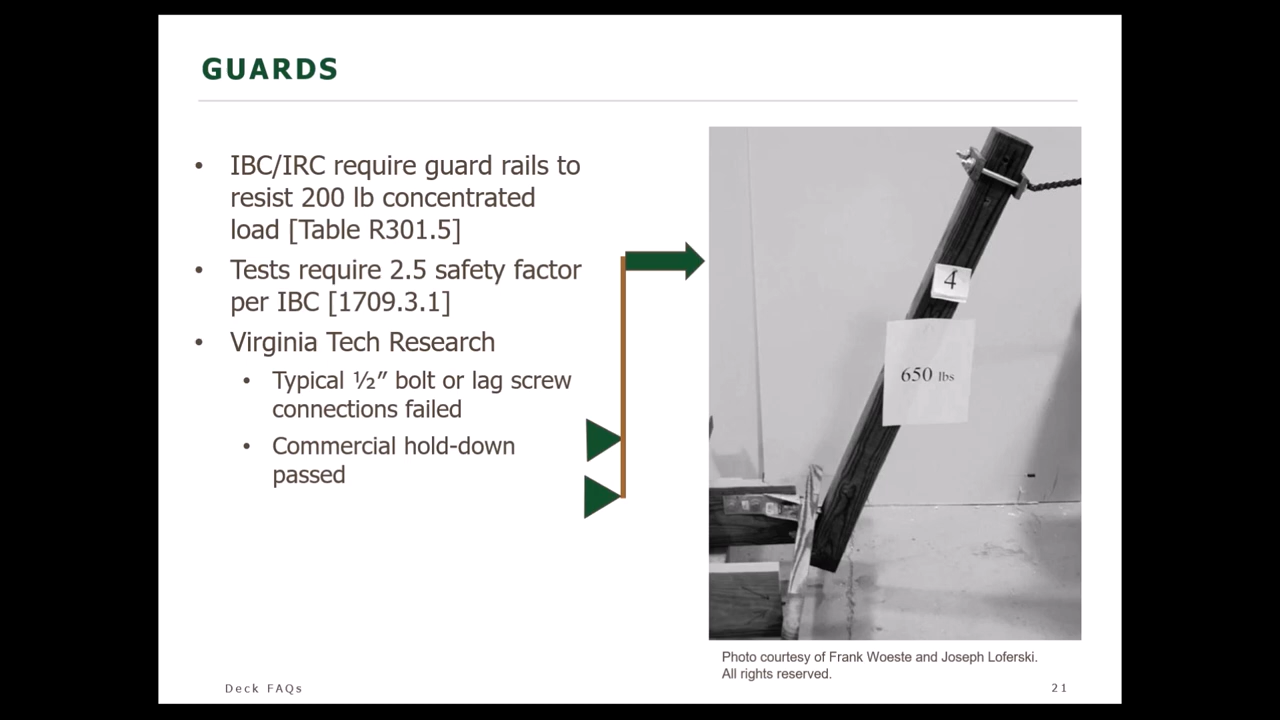 GUARDS
• IBC/IRC require guard rails to
resist 200 lb concentrated
load [Table R301.5]
• Tests require 2.5 safety factor
per IBC [1709.3.1]
• Virginia Tech Research
• Typical ½″ bolt or lag screw
connections failed
• Commercial hold-down
passed
4
650 lbs
Photo courtesy of Frank Woeste and Joseph Loferski.
All rights reserved.
Deck FAQs
21